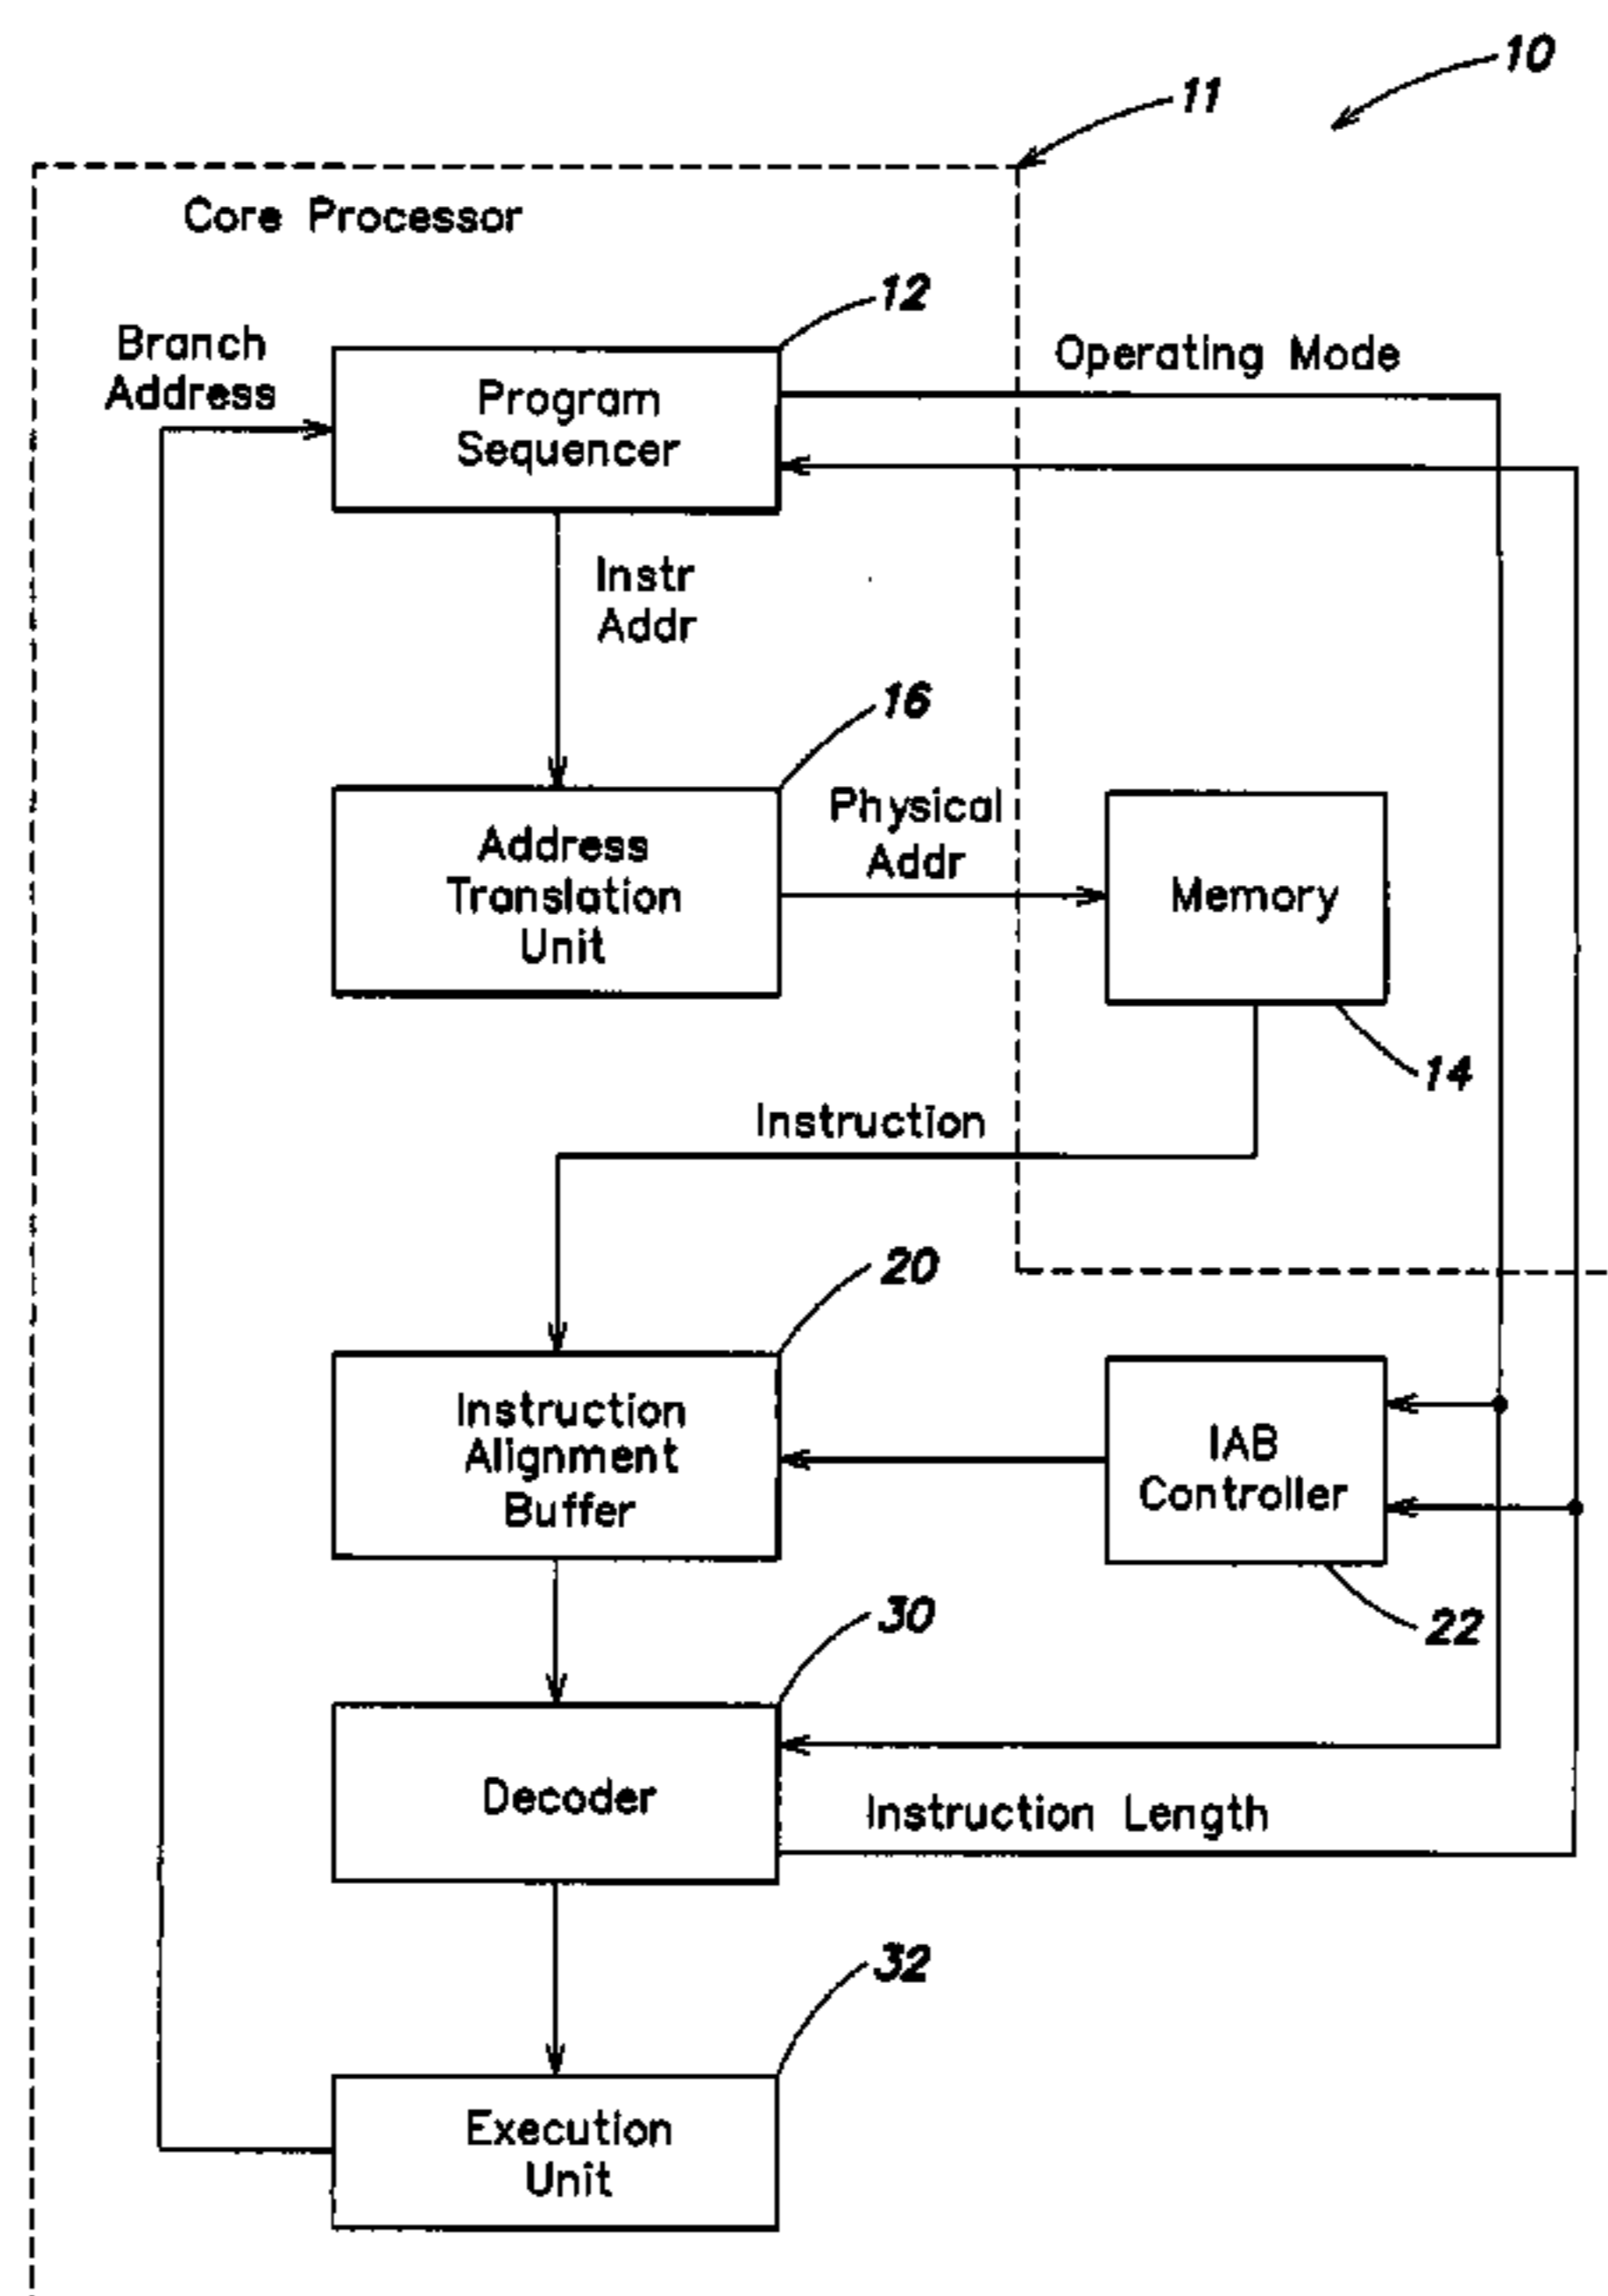 10
11
Core Processor
12
Branch
Address
Operating Mode
Program
Sequencer
Instr
Addr
16
Physical
Addr
Address
Translation
Unit
Memory
14
Instruction
20
Instruction
Alignment
Buffer
IAB
Controller
22
30
Decoder
Instruction Length
32
Execution
Unit